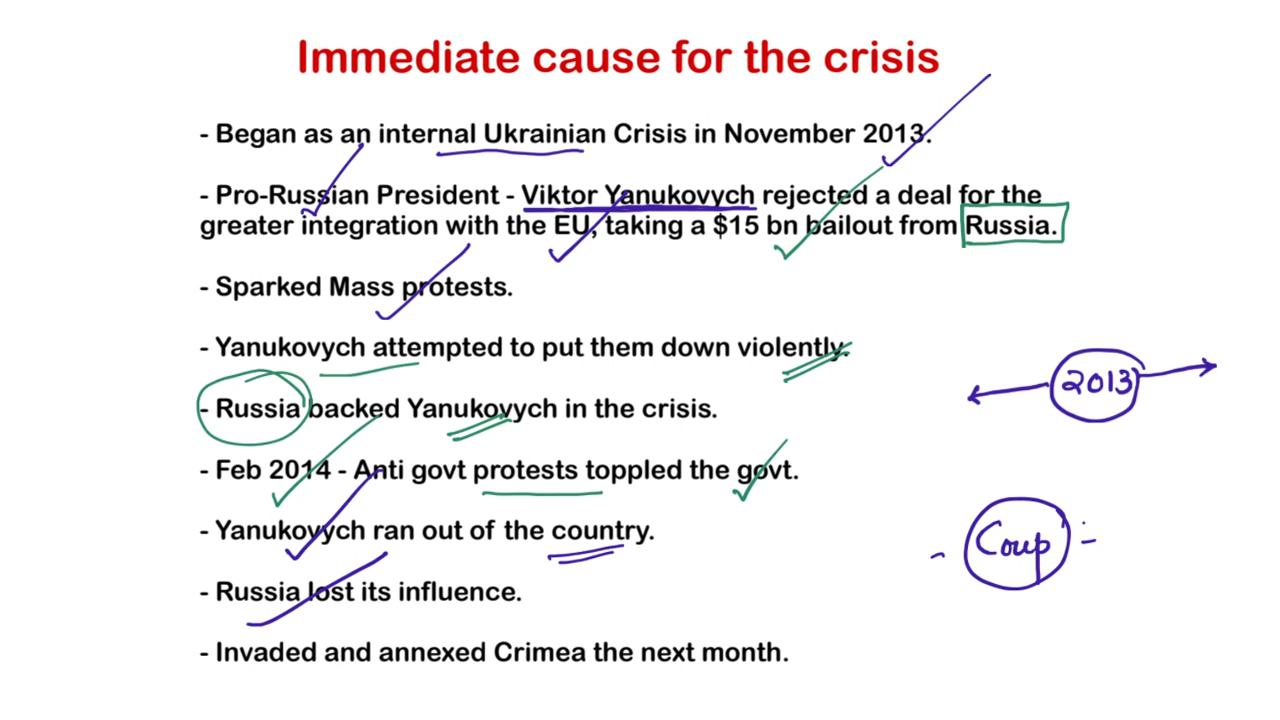 Immediate cause for the crisis
- Began as an internal Ukrainian Crisis in November 2013.
- Pro-Russian President - Viktor Yanukovych rejected a deal for the
greater integration with the EU, taking a $15 bn bailout from Russia.
- Sparked Mass protests.
- Yanukovych attempted to put them down violently.
2013
- Russia backed Yanukovych in the crisis.
- Feb 2014 - Anti govt protests toppled the govt.
- Yanukovych ran out of the country.
- Coup -
- Russia lost its influence.
- Invaded and annexed Crimea the next month.